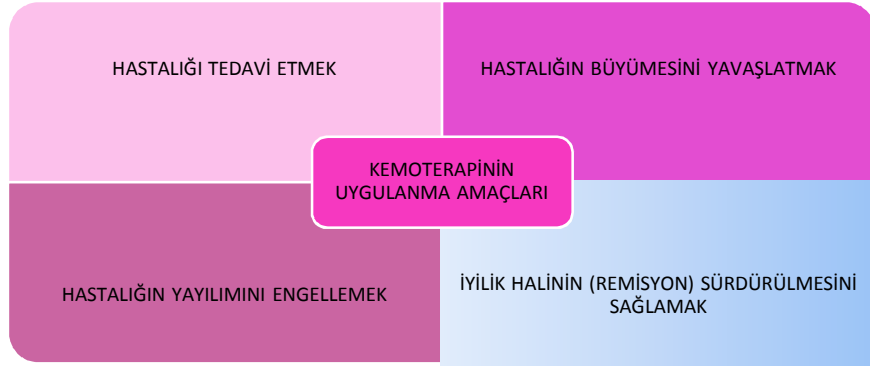 HASTALIĞI TEDAVİ ETMEK
HASTALIĞIN BÜYÜMESİNİ YAVAŞLATMAK
KEMOTERAPİNİN
UYGULANMA AMAÇLARI
HASTALIĞIN YAYILIMINI ENGELLEMEK
İYİLİK HALİNİN (REMİSYON) SÜRDÜRÜLMESİNİ
SAĞLAMAK